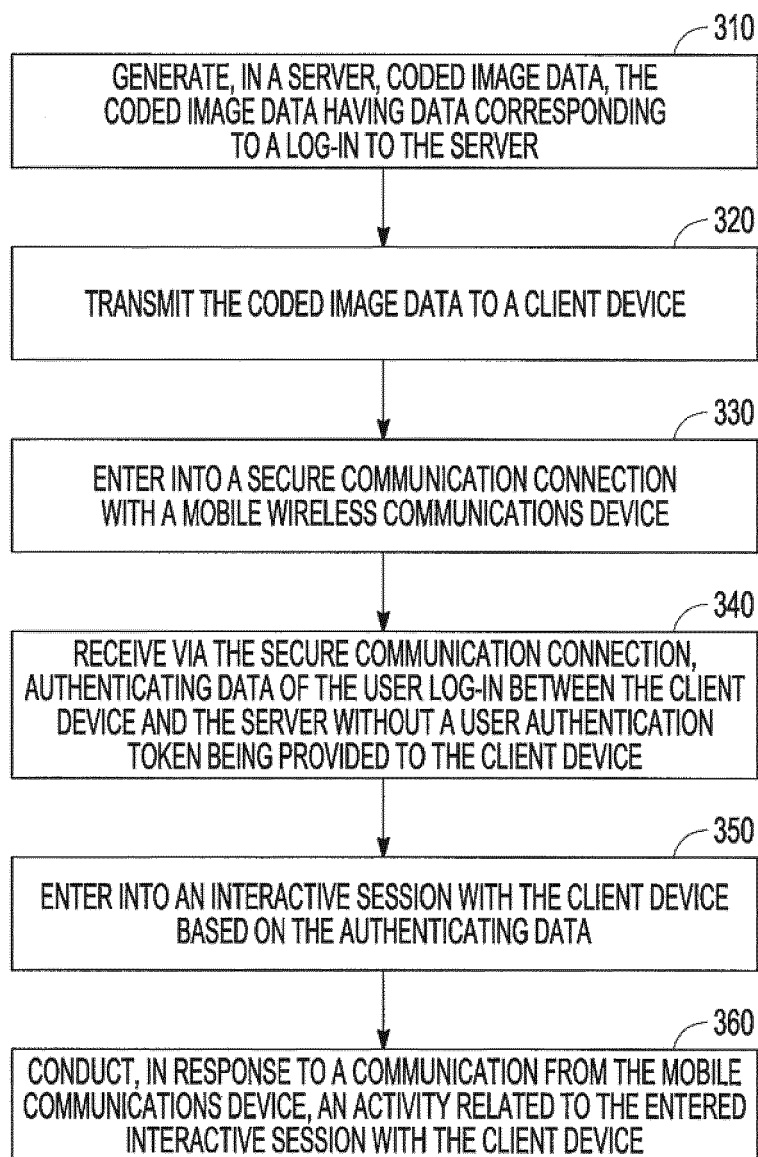 310
GENERATE, IN A SERVER, CODED IMAGE DATA, THE
CODED IMAGE DATA HAVING DATA CORRESPONDING
TO A LOG-IN TO THE SERVER
320
TRANSMIT THE CODED IMAGE DATA TO A CLIENT DEVICE
330
ENTER INTO A SECURE COMMUNICATION CONNECTION
WITH A MOBILE WIRELESS COMMUNICATIONS DEVICE
340
RECEIVE VIA THE SECURE COMMUNICATION CONNECTION,
AUTHENTICATING DATA OF THE USER LOG-IN BETWEEN THE CLIENT
DEVICE AND THE SERVER WITHOUT A USER AUTHENTICATION
TOKEN BEING PROVIDED TO THE CLIENT DEVICE
350
ENTER INTO AN INTERACTIVE SESSION WITH THE CLIENT DEVICE
BASED ON THE AUTHENTICATING DATA
360
CONDUCT, IN RESPONSE TO A COMMUNICATION FROM THE MOBILE
COMMUNICATIONS DEVICE, AN ACTIVITY RELATED TO THE ENTERED
INTERACTIVE SESSION WITH THE CLIENT DEVICE